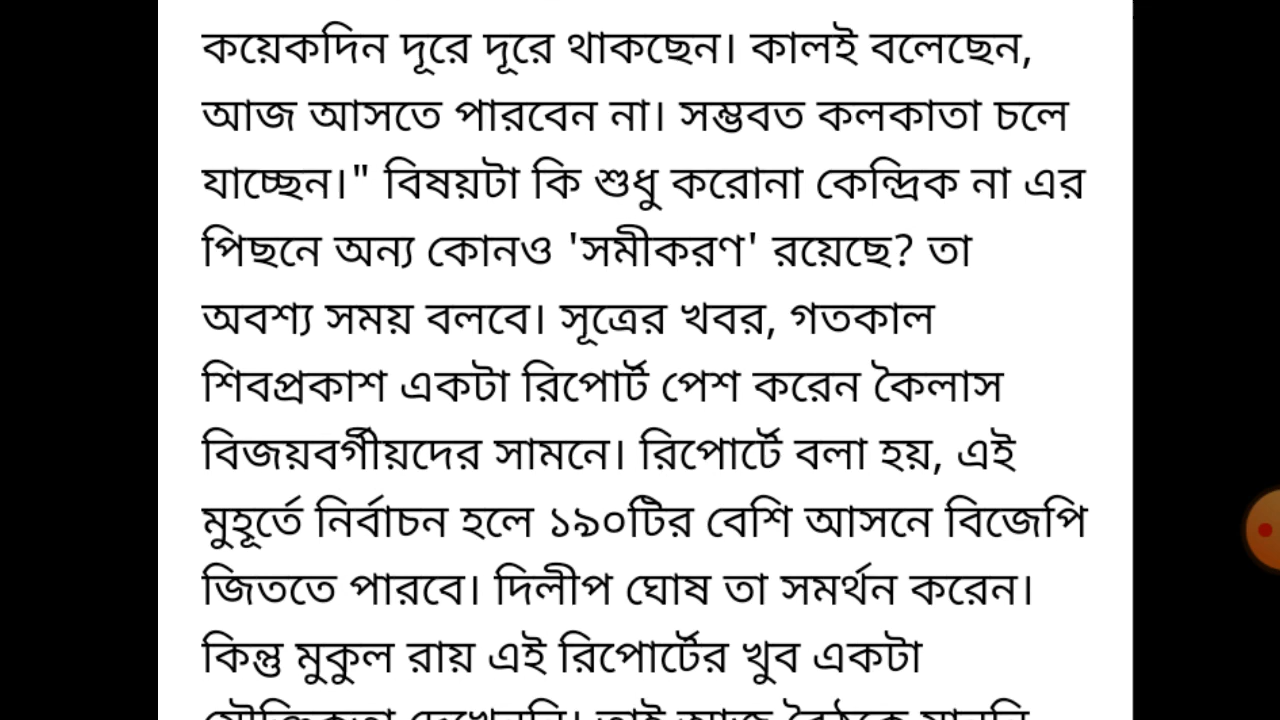 কয়েকদিন দূরে দূরে থাকছেন। কালই বলেছেন,
আজ আসতে পারবেন না। সম্ভবত কলকাতা চলে
যাচ্ছেন।" বিষয়টা কি শুধু করোনা কেন্দ্রিক না এর
পিছনে অন্য কোনও 'সমীকরণ' রয়েছে? তা
অবশ্য সময় বলবে। সূত্রের খবর, গতকাল
শিবপ্রকাশ একটা রিপোর্ট পেশ করেন কৈলাস
বিজয়বর্গীয়দের সামনে। রিপোর্টে বলা হয়, এই
মুহূর্তে নির্বাচন হলে ১৯০টির বেশি আসনে বিজেপি
জিততে পারবে। দিলীপ ঘোষ তা সমর্থন করেন।
কিন্তু মুকুল রায় এই রিপোর্টের খুব একটা